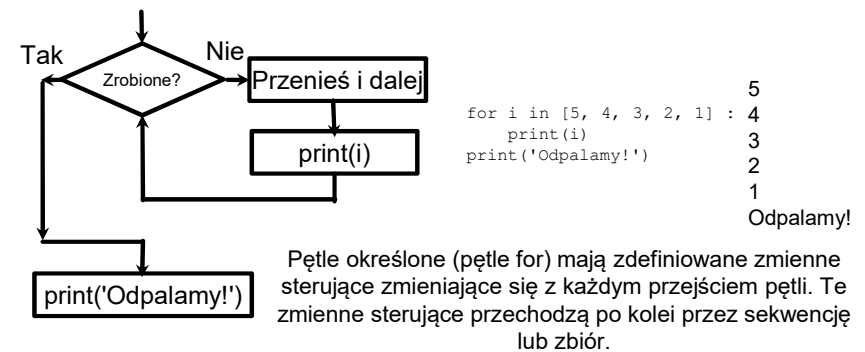 Tak
Nie
Zrobione?
Przenieś i dalej
print(i)
print('Odpalamy!')
for i in [5, 4, 3, 2, 1] :
    print(i)
print('Odpalamy!')
5
4
3
2
1
Odpalamy!
Pętle określone (pętle for) mają zdefiniowane zmienne
sterujące zmieniające się z każdym przejściem pętli. Te
zmienne sterujące przechodzą po kolei przez sekwencję
lub zbiór.